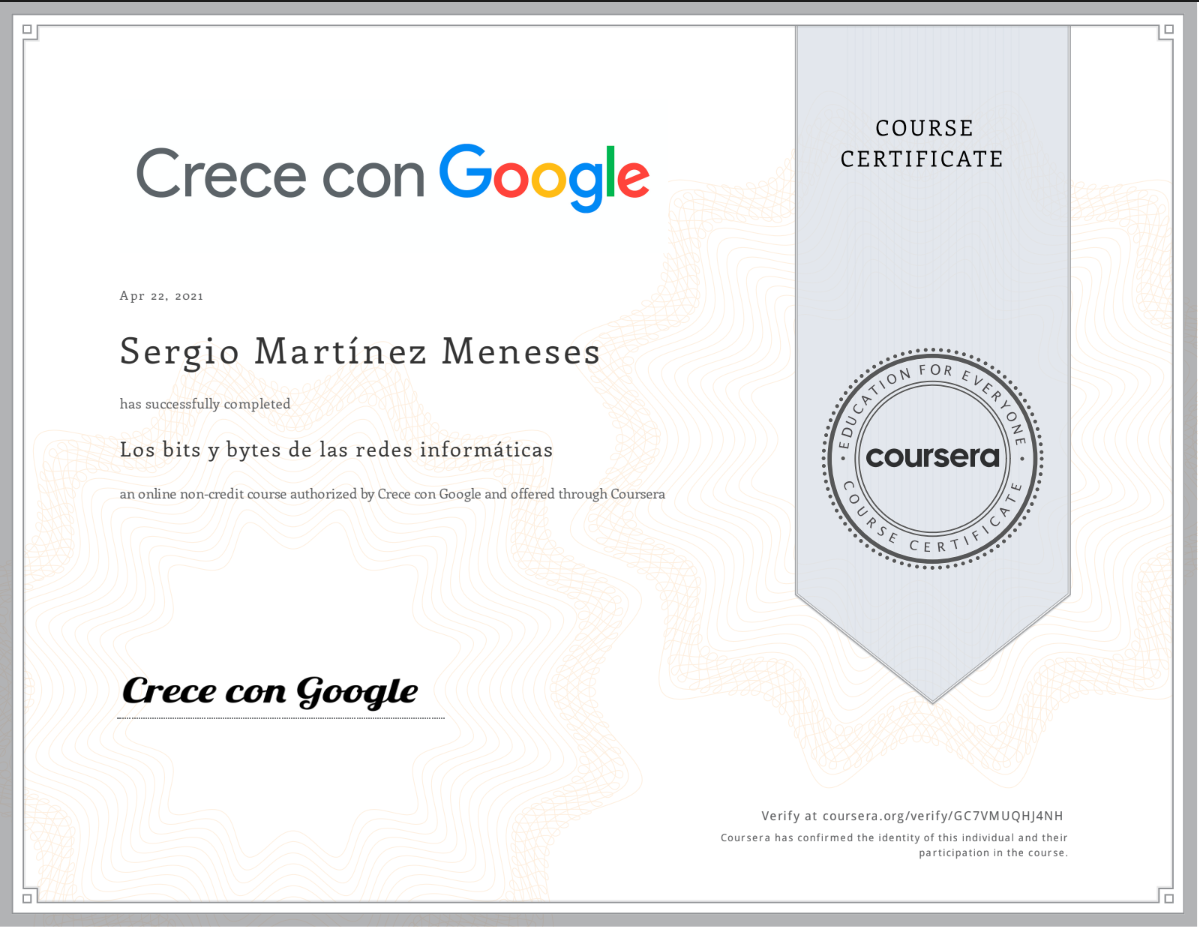 Crece con Google
COURSE
CERTIFICATE
Apr 22, 2021
Sergio Martínez Meneses
has successfully completed
Los bits y bytes de las redes informáticas
an online non-credit course authorized by Crece con Google and offered through Coursera
EDUCATION FOR EVERYONE
coursera
COURSE CERTIFICATE
Crece con Google
Verify at coursera.org/verify/GC7VMUQHJ4NH
Coursera has confirmed the identity of this individual and their
participation in the course.